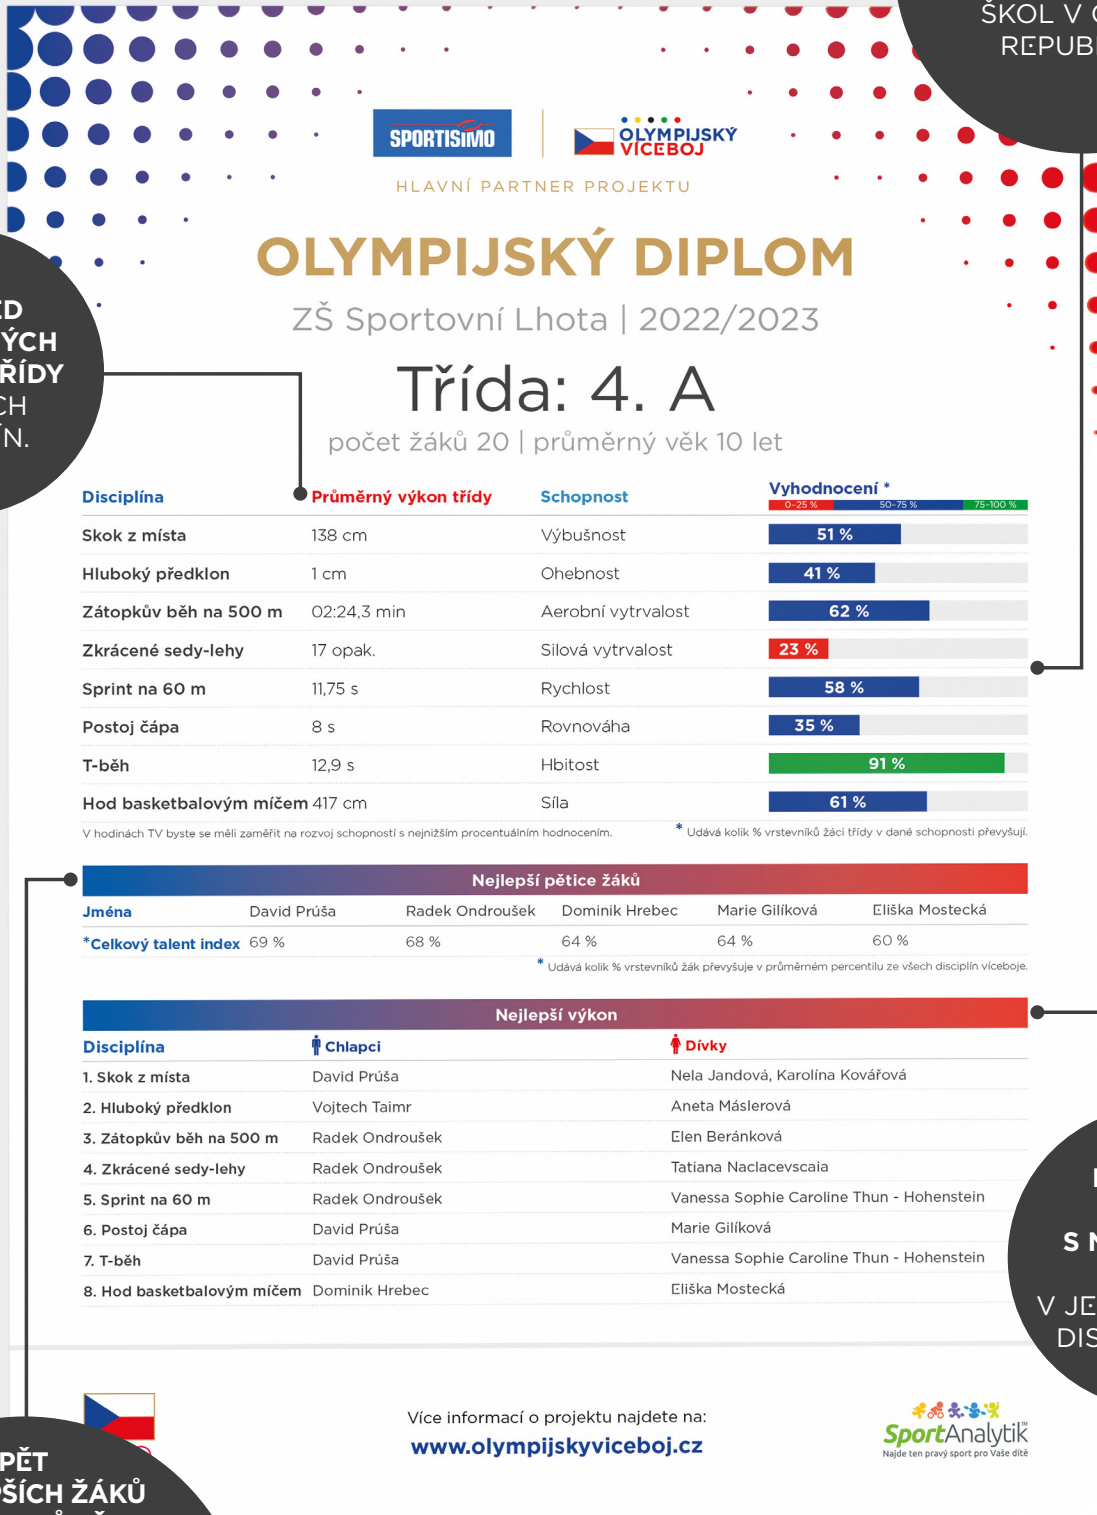 ŠKOL V
SPORTISIMO
OLYMPIJSKÝ
VÍCEBOJ
HLAVNÍ PARTNER PROJEKTU
OLYMPIJSKÝ DIPLOM
ZŠ Sportovní Lhota | 2022/2023
Třída: 4. A
počet žáků 20 | průměrný věk 10 let
Disciplína Průměrný výkon třídy Schopnost Vyhodnocení *
0-25 % 50-75 % 75-100 %
Skok z místa 138 cm Výbušnost 51 %
Hluboký předklon 1 cm Ohebnost 41 %
Zátopkův běh na 500 m 02:24,3 min Aerobní vytrvalost 62 %
Zkrácené sedy-lehy 17 opak. Silová vytrvalost 23 %
Sprint na 60 m 11,75 s Rychlost 58 %
Postoj čápa 8 s Rovnováha 35 %
T-běh 12,9 s Hbitost 91 %
Hod basketbalovým míčem 417 cm Síla 61 %
V hodinách TV byste se měli zaměřit na rozvoj schopností s nejnižším procentuálním hodnocením. * Udává kolik % vrstevníků žáci třídy v dané schopnosti převyšují.
Nejlepší pětice žáků
Jména David Průša Radek Ondroušek Dominik Hrebec Marie Gilíková Eliška Mostecká
*Celkový talent index 69 % 68 % 64 % 64 % 60 %
* Udává kolik % vrstevníků žák převyšuje v průměrném percentilu ze všech disciplín víceboje.
Nejlepší výkon
Disciplína Chlapci Dívky
1. Skok z místa David Průša Nela Jandová, Karolína Kovářová
2. Hluboký předklon Vojtech Taimr Aneta Máslerová
3. Zátopkův běh na 500 m Radek Ondroušek Elen Beránková
4. Zkrácené sedy-lehy Radek Ondroušek Tatiana Naclacevscaia
5. Sprint na 60 m Radek Ondroušek Vanessa Sophie Caroline Thun - Hohenstein
6. Postoj čápa David Průša Marie Gilíková
7. T-běh David Průša Vanessa Sophie Caroline Thun - Hohenstein
8. Hod basketbalovým míčem Dominik Hrebec Eliška Mostecká
S
V
Více informací o projektu najdete na:
www.olympijskyviceboj.cz
SportAnalytik™
Najde ten pravý sport pro Vaše dítě
PĚT
ŽÁKŮ